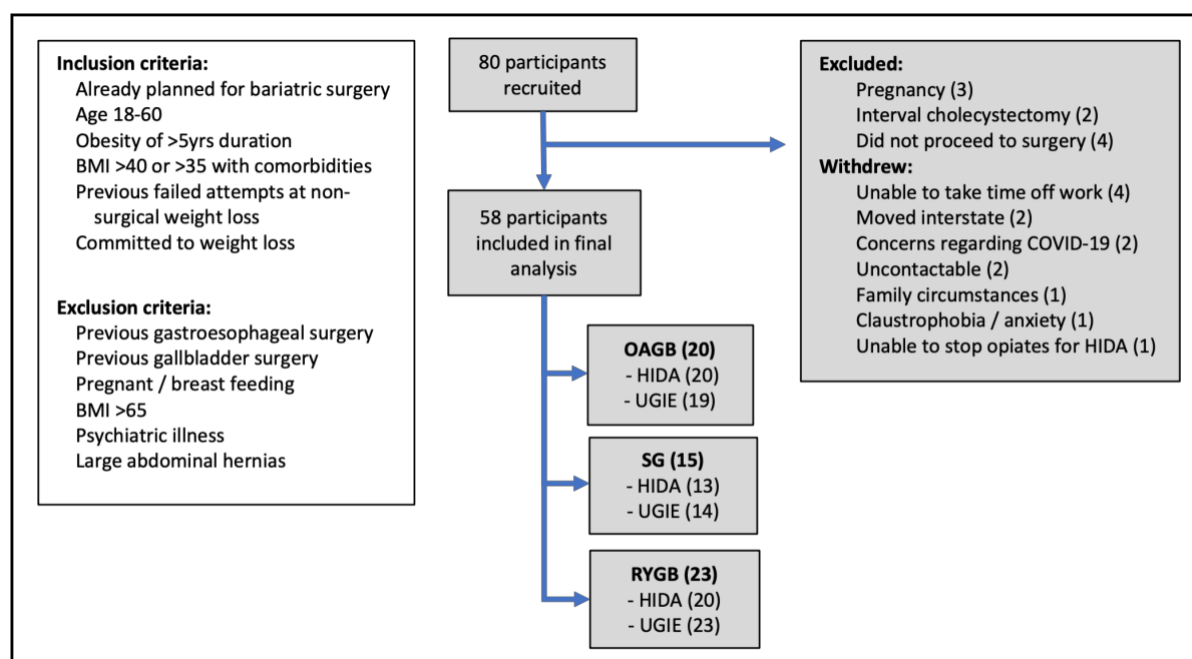 Inclusion criteria:
Already planned for bariatric surgery
Age 18-60
Obesity of >5yrs duration
BMI >40 or >35 with comorbidities
Previous failed attempts at non-
surgical weight loss
Committed to weight loss
Exclusion criteria:
Previous gastroesophageal surgery
Previous gallbladder surgery
Pregnant / breast feeding
BMI >65
Psychiatric illness
Large abdominal hernias
80 participants
recruited
58 participants
included in final
analysis
OAGB (20)
- HIDA (20)
- UGIE (19)
SG (15)
- HIDA (13)
- UGIE (14)
RYGB (23)
- HIDA (20)
- UGIE (23)
Excluded:
Pregnancy (3)
Interval cholecystectomy (2)
Did not proceed to surgery (4)
Withdrew:
Unable to take time off work (4)
Moved interstate (2)
Concerns regarding COVID-19 (2)
Uncontactable (2)
Family circumstances (1)
Claustrophobia / anxiety (1)
Unable to stop opiates for HIDA (1)